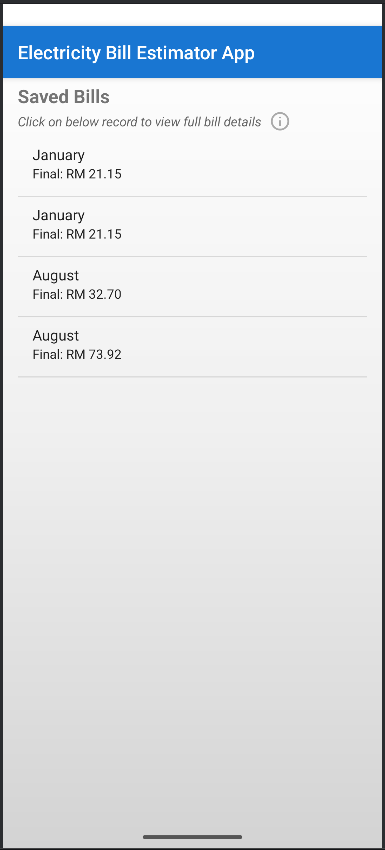 Electricity Bill Estimator App
Saved Bills
Click on below record to view full bill details
January
Final: RM 21.15
January
Final: RM 21.15
August
Final: RM 32.70
August
Final: RM 73.92